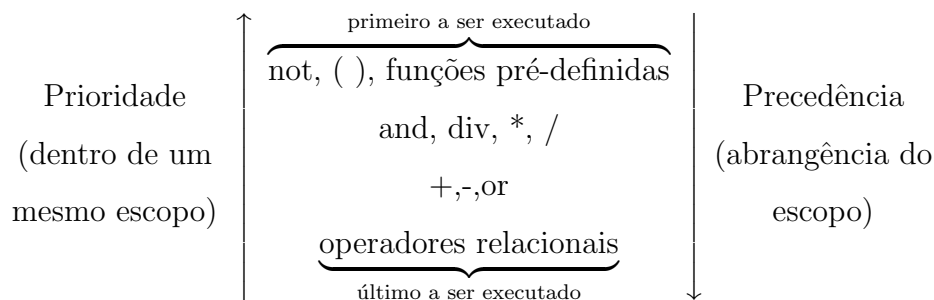 primeiro a ser executado
not, ( ), funções pré-definidas
Prioridade
(dentro de um
mesmo escopo)
and, div, *, /
+,-,or
operadores relacionais
último a ser executado
Precedência
(abrangência do
escopo)